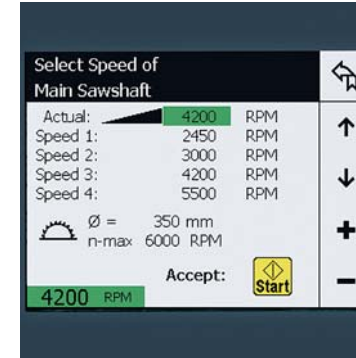 Select Speed of
Main Sawshaft
Actual: 4200 RPM
Speed 1: 2450 RPM
Speed 2: 3000 RPM
Speed 3: 4200 RPM
Speed 4: 5500 RPM
Ø = 350 mm
n-max 6000 RPM
Accept: Start
4200 RPM